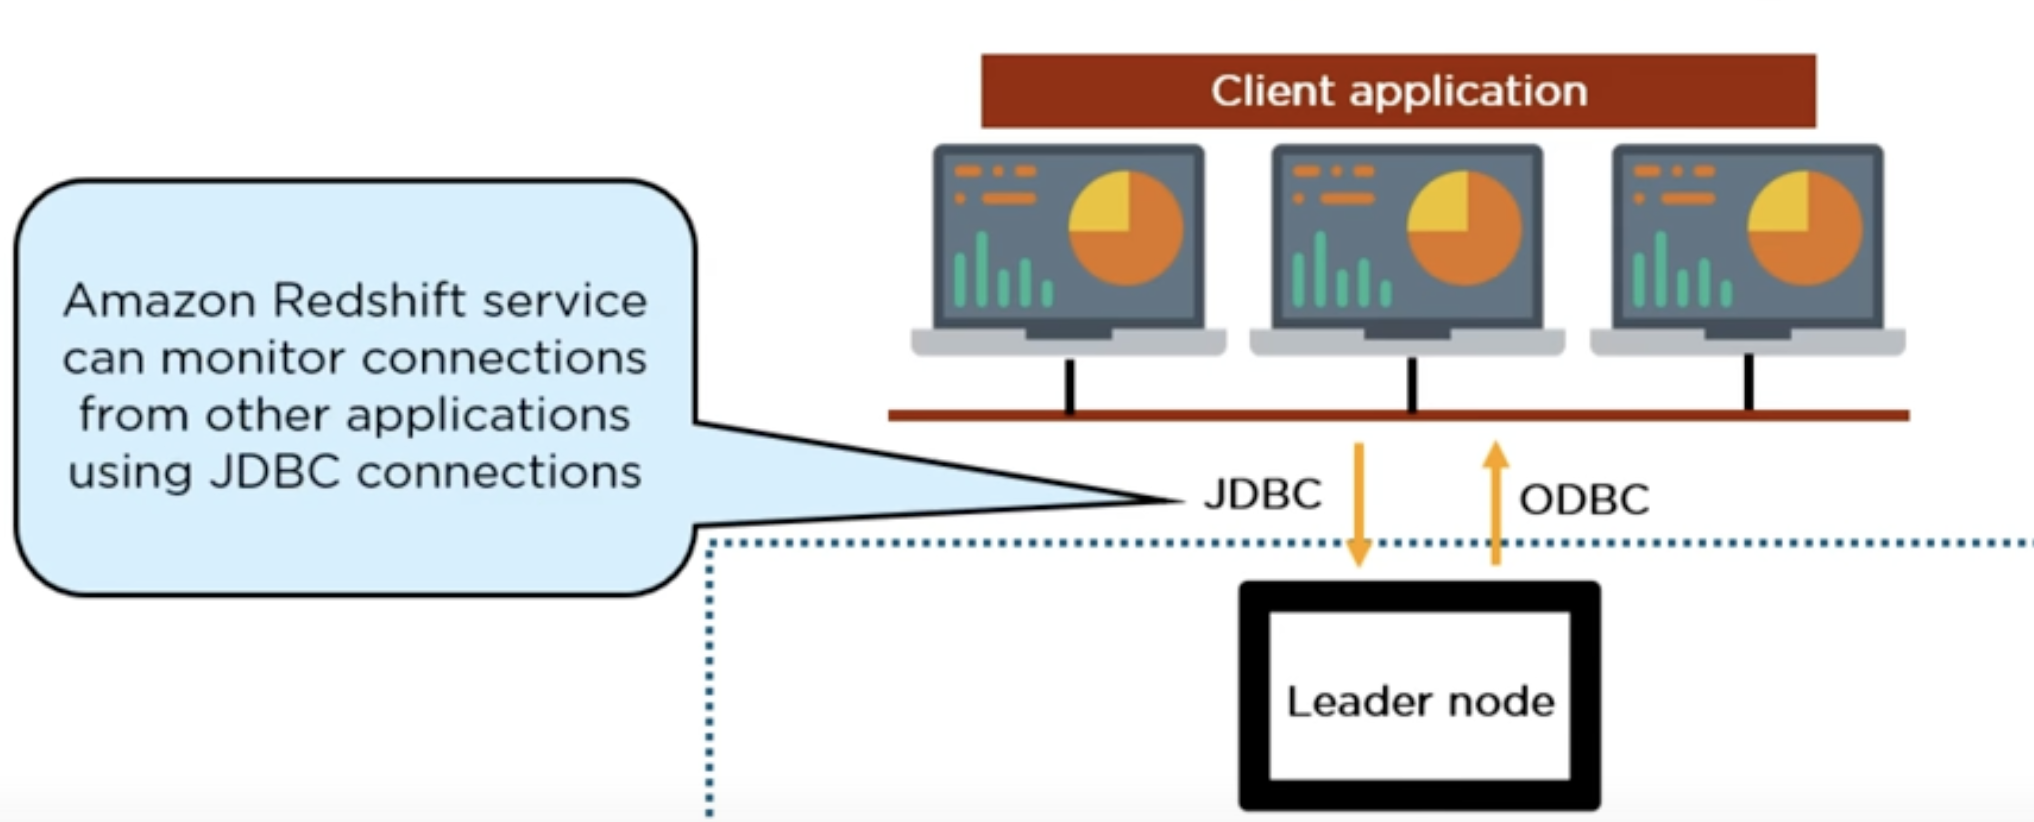 Client application
Amazon Redshift service
can monitor connections
from other applications
using JDBC connections
JDBC
ODBC
Leader node